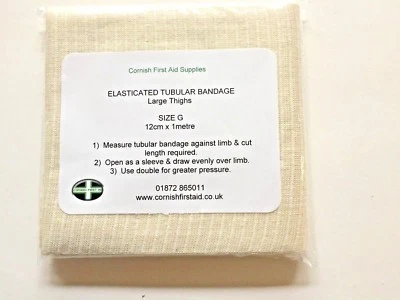 Cornish First Aid Supplies
ELASTICATED TUBULAR BANDAGE
Large Thighs
SIZE G
12cm x 1metre
1) Measure tubular bandage against limb & cut
length required.
2) Open as a sleeve & draw evenly over limb.
3) Use double for greater pressure.
01872 865011
www.cornishfirstaid.co.uk